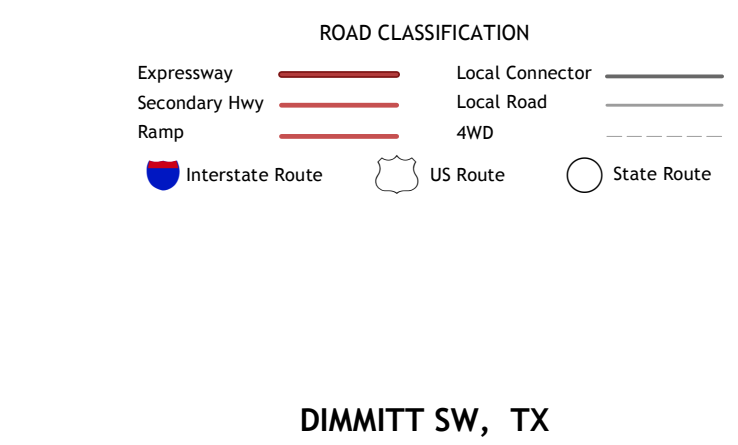 ROAD CLASSIFICATION
Expressway
Local Connector
Secondary Hwy
Local Road
Ramp
4WD
Interstate Route
US Route
State Route
DIMMITT SW, TX